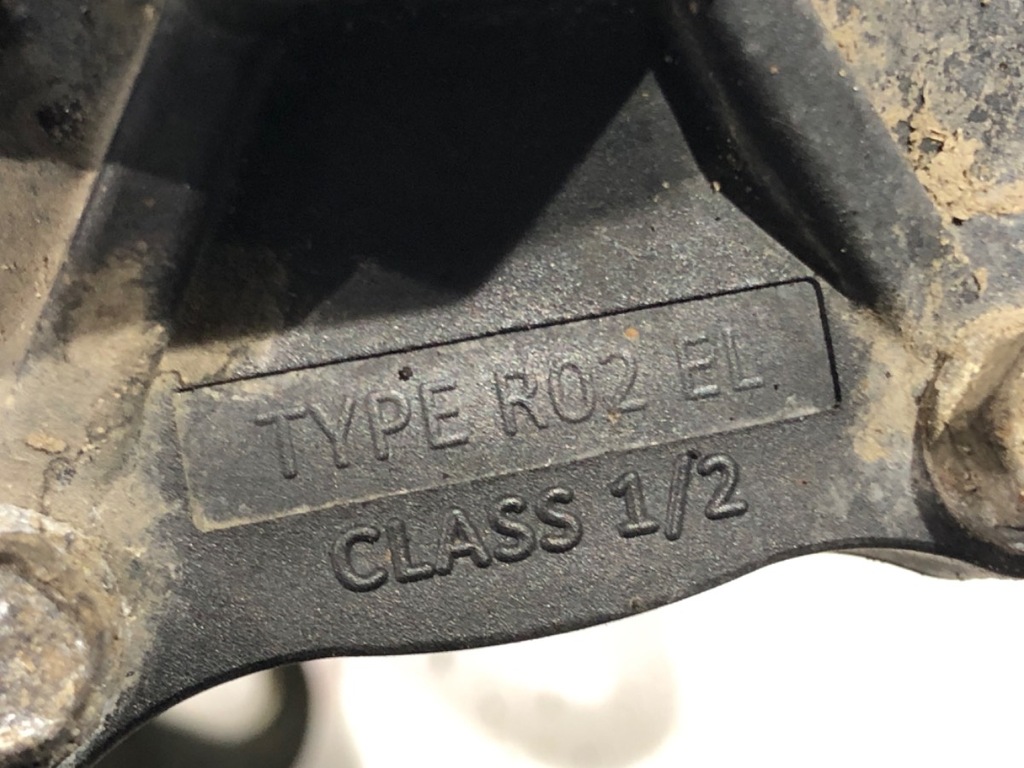 TYPE R02 EL
CLASS 1/2